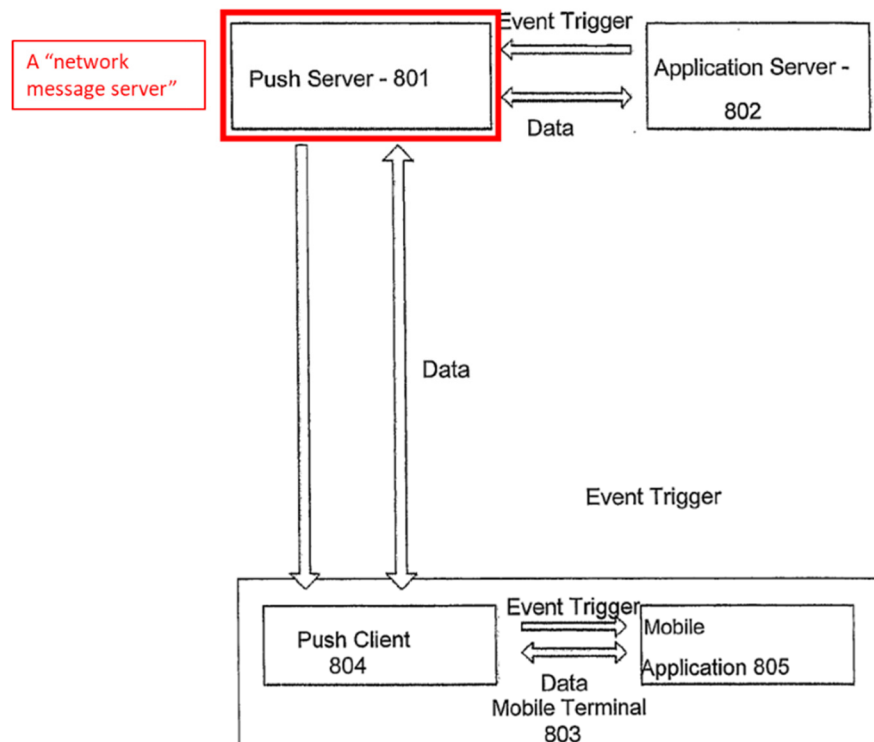 Event Trigger
A “network
message server”
Push Server - 801
Application Server -
802
Data
Data
Event Trigger
Push Client
804
Event Trigger
Mobile
Application 805
Data
Mobile Terminal
803